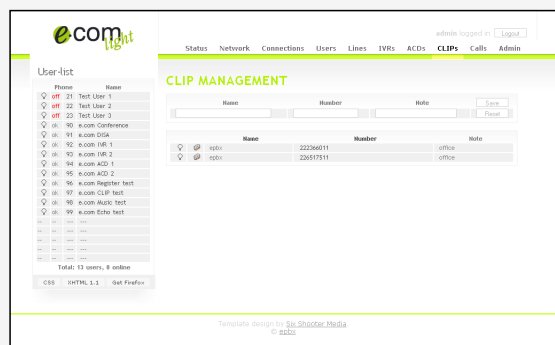 e.com light
admin logged in Logout
Status Network Connections Users Lines IVRs ACDs CLIPs Calls Admin
User-list
Phone Name
off 21 Test User 1
off 22 Test User 2
off 23 Test User 3
ok 90 e.com Conference
ok 91 e.com DISA
ok 92 e.com IVR 1
ok 93 e.com IVR 2
ok 94 e.com ACD 1
ok 95 e.com ACD 2
ok 96 e.com Register test
ok 97 e.com CLIP test
ok 98 e.com Music test
ok 99 e.com Echo test
-- -- --- ---
-- -- --- ---
-- -- --- ---
-- -- --- ---
-- -- --- ---
Total: 13 users, 0 online
CSS XHTML 1.1 Get Firefox
CLIP MANAGEMENT
Name Number Note Save
Reset
Name Number Note
epbx 222366011 office
epbx 226517511 office
Template design by Six Shooter Media.
© epbx